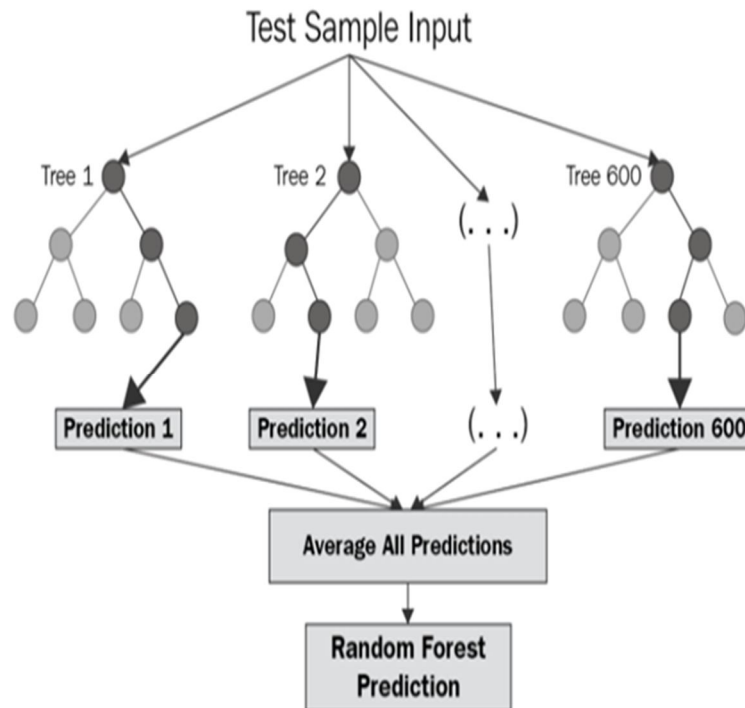 Test Sample Input
Tree 1
Tree 2
Tree 600
(. . .)
Prediction 1
Prediction 2
(. . .)
Prediction 600
Average All Predictions
Random Forest
Prediction